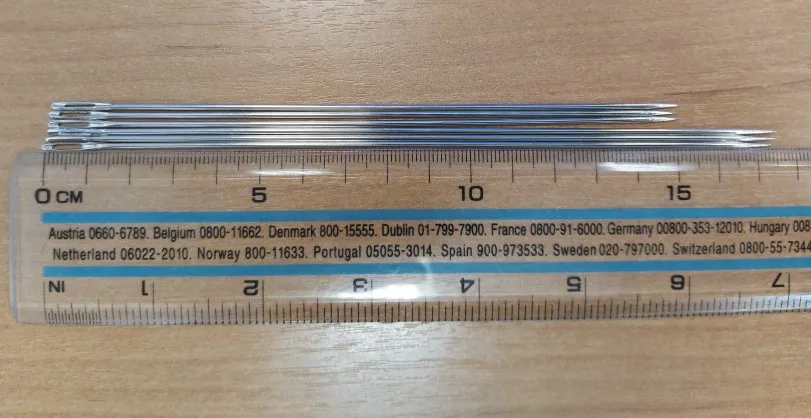 0 CM 5 10 15
Austria 0660-6789. Belgium 0800-11662. Denmark 800-15555. Dublin 01-799-7900. France 0800-91-6000. Germany 00800-353-12010. Hungary 008
Netherland 06022-2010. Norway 800-11633. Portugal 05055-3014. Spain 900-973533. Sweden 020-797000. Switzerland 0800-55-7344
IN 1 2 3 4 5 6 7